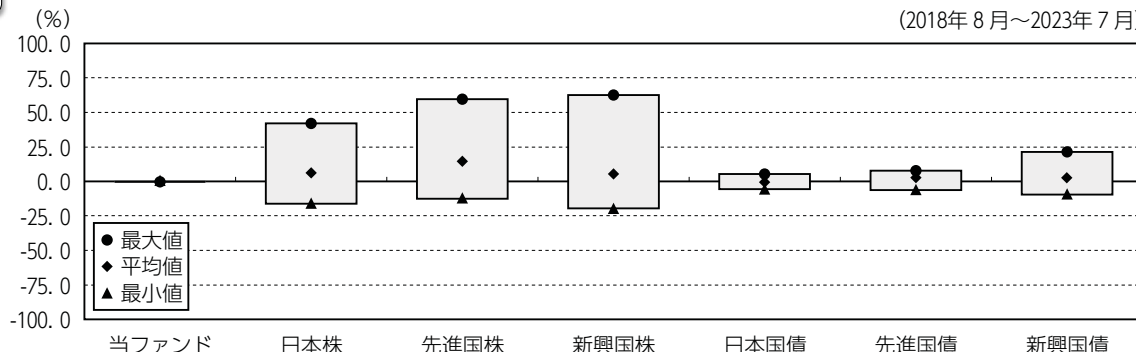 (%)
(2018年8月～2023年7月)
100.0
75.0
50.0
25.0
0.0
-25.0
-50.0
-75.0
-100.0
● 最大値
◆ 平均値
▲ 最小値
当ファンド 日本株 先進国株 新興国株 日本国債 先進国債 新興国債